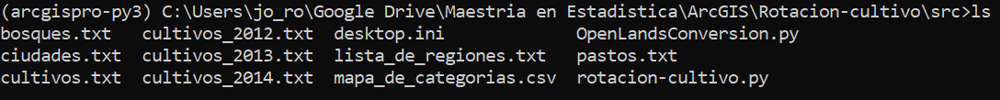 (arcgispro-py3) C:\Users\jo_ro\Google Drive\Maestria en Estadistica\ArcGIS\Rotacion-cultivo\src>ls
bosques.txt   cultivos_2012.txt  desktop.ini            OpenLandsConversion.py
ciudades.txt  cultivos_2013.txt  lista_de_regiones.txt  pastos.txt
cultivos.txt  cultivos_2014.txt  mapa_de_categorias.csv  rotacion-cultivo.py